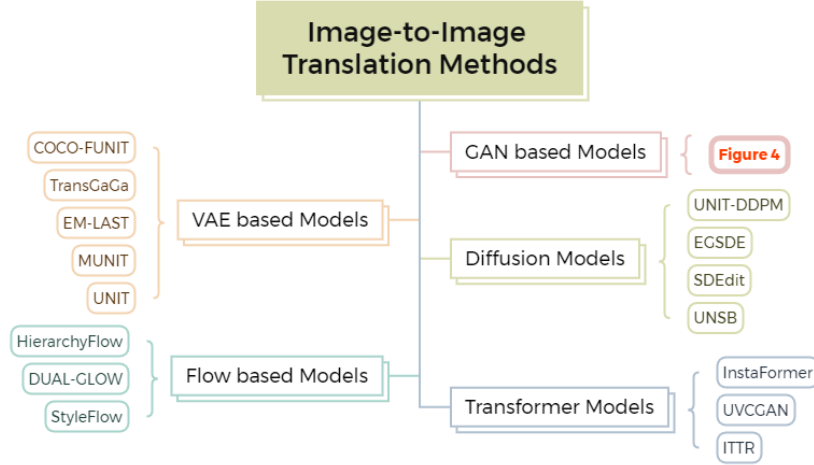 Image-to-Image
Translation Methods
COCO-FUNIT
TransGaGa
EM-LAST
MUNIT
UNIT
VAE based Models
HierarchyFlow
DUAL-GLOW
StyleFlow
Flow based Models
GAN based Models
Figure 4
Diffusion Models
UNIT-DDPM
EGSDE
SDEdit
UNSB
Transformer Models
InstaFormer
UVCGAN
ITTR